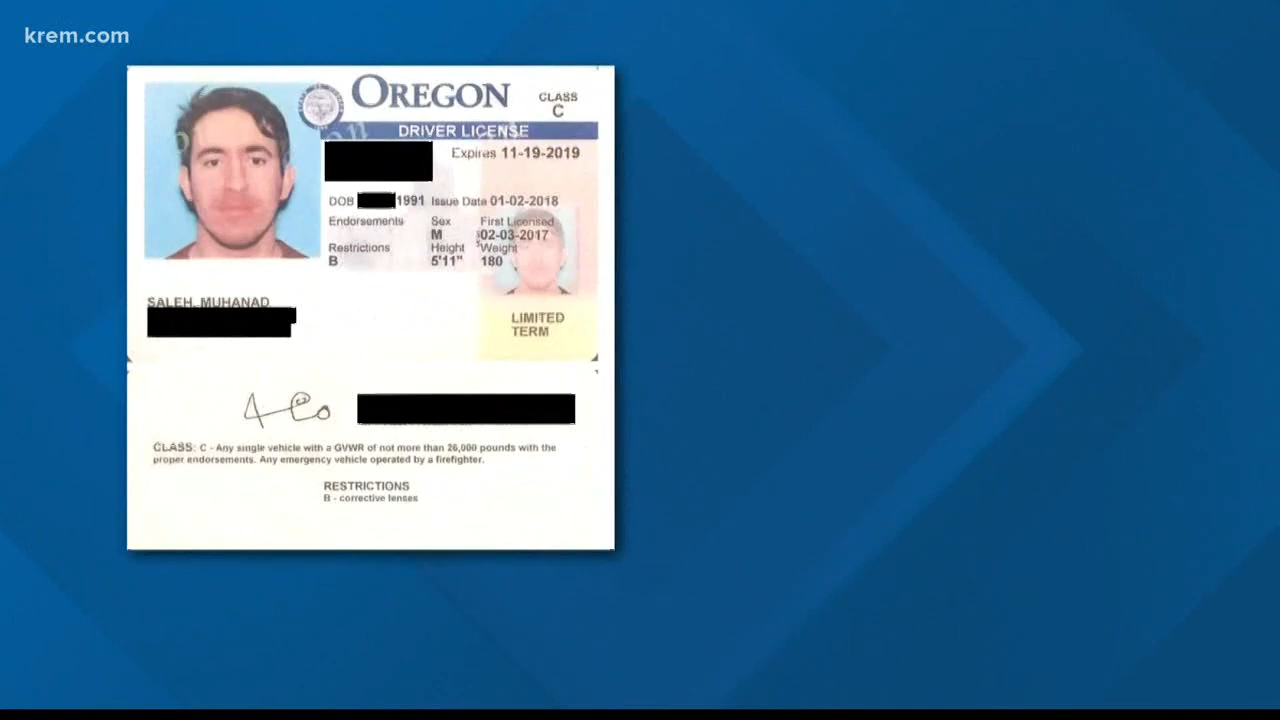 krem.com
OREGON
CLASS
C
DRIVER LICENSE
Expires 11-19-2019
DOB 1991 Issue Date 01-02-2018
Endorsements Sex First Licensed
M 02-03-2017
Restrictions Height Weight
B 5'11" 180
SALEH, MUHANAD
LIMITED
TERM
CLASS: C - Any single vehicle with a GVWR of not more than 26,000 pounds with the
proper endorsements. Any emergency vehicle operated by a firefighter.
RESTRICTIONS
B - corrective lenses